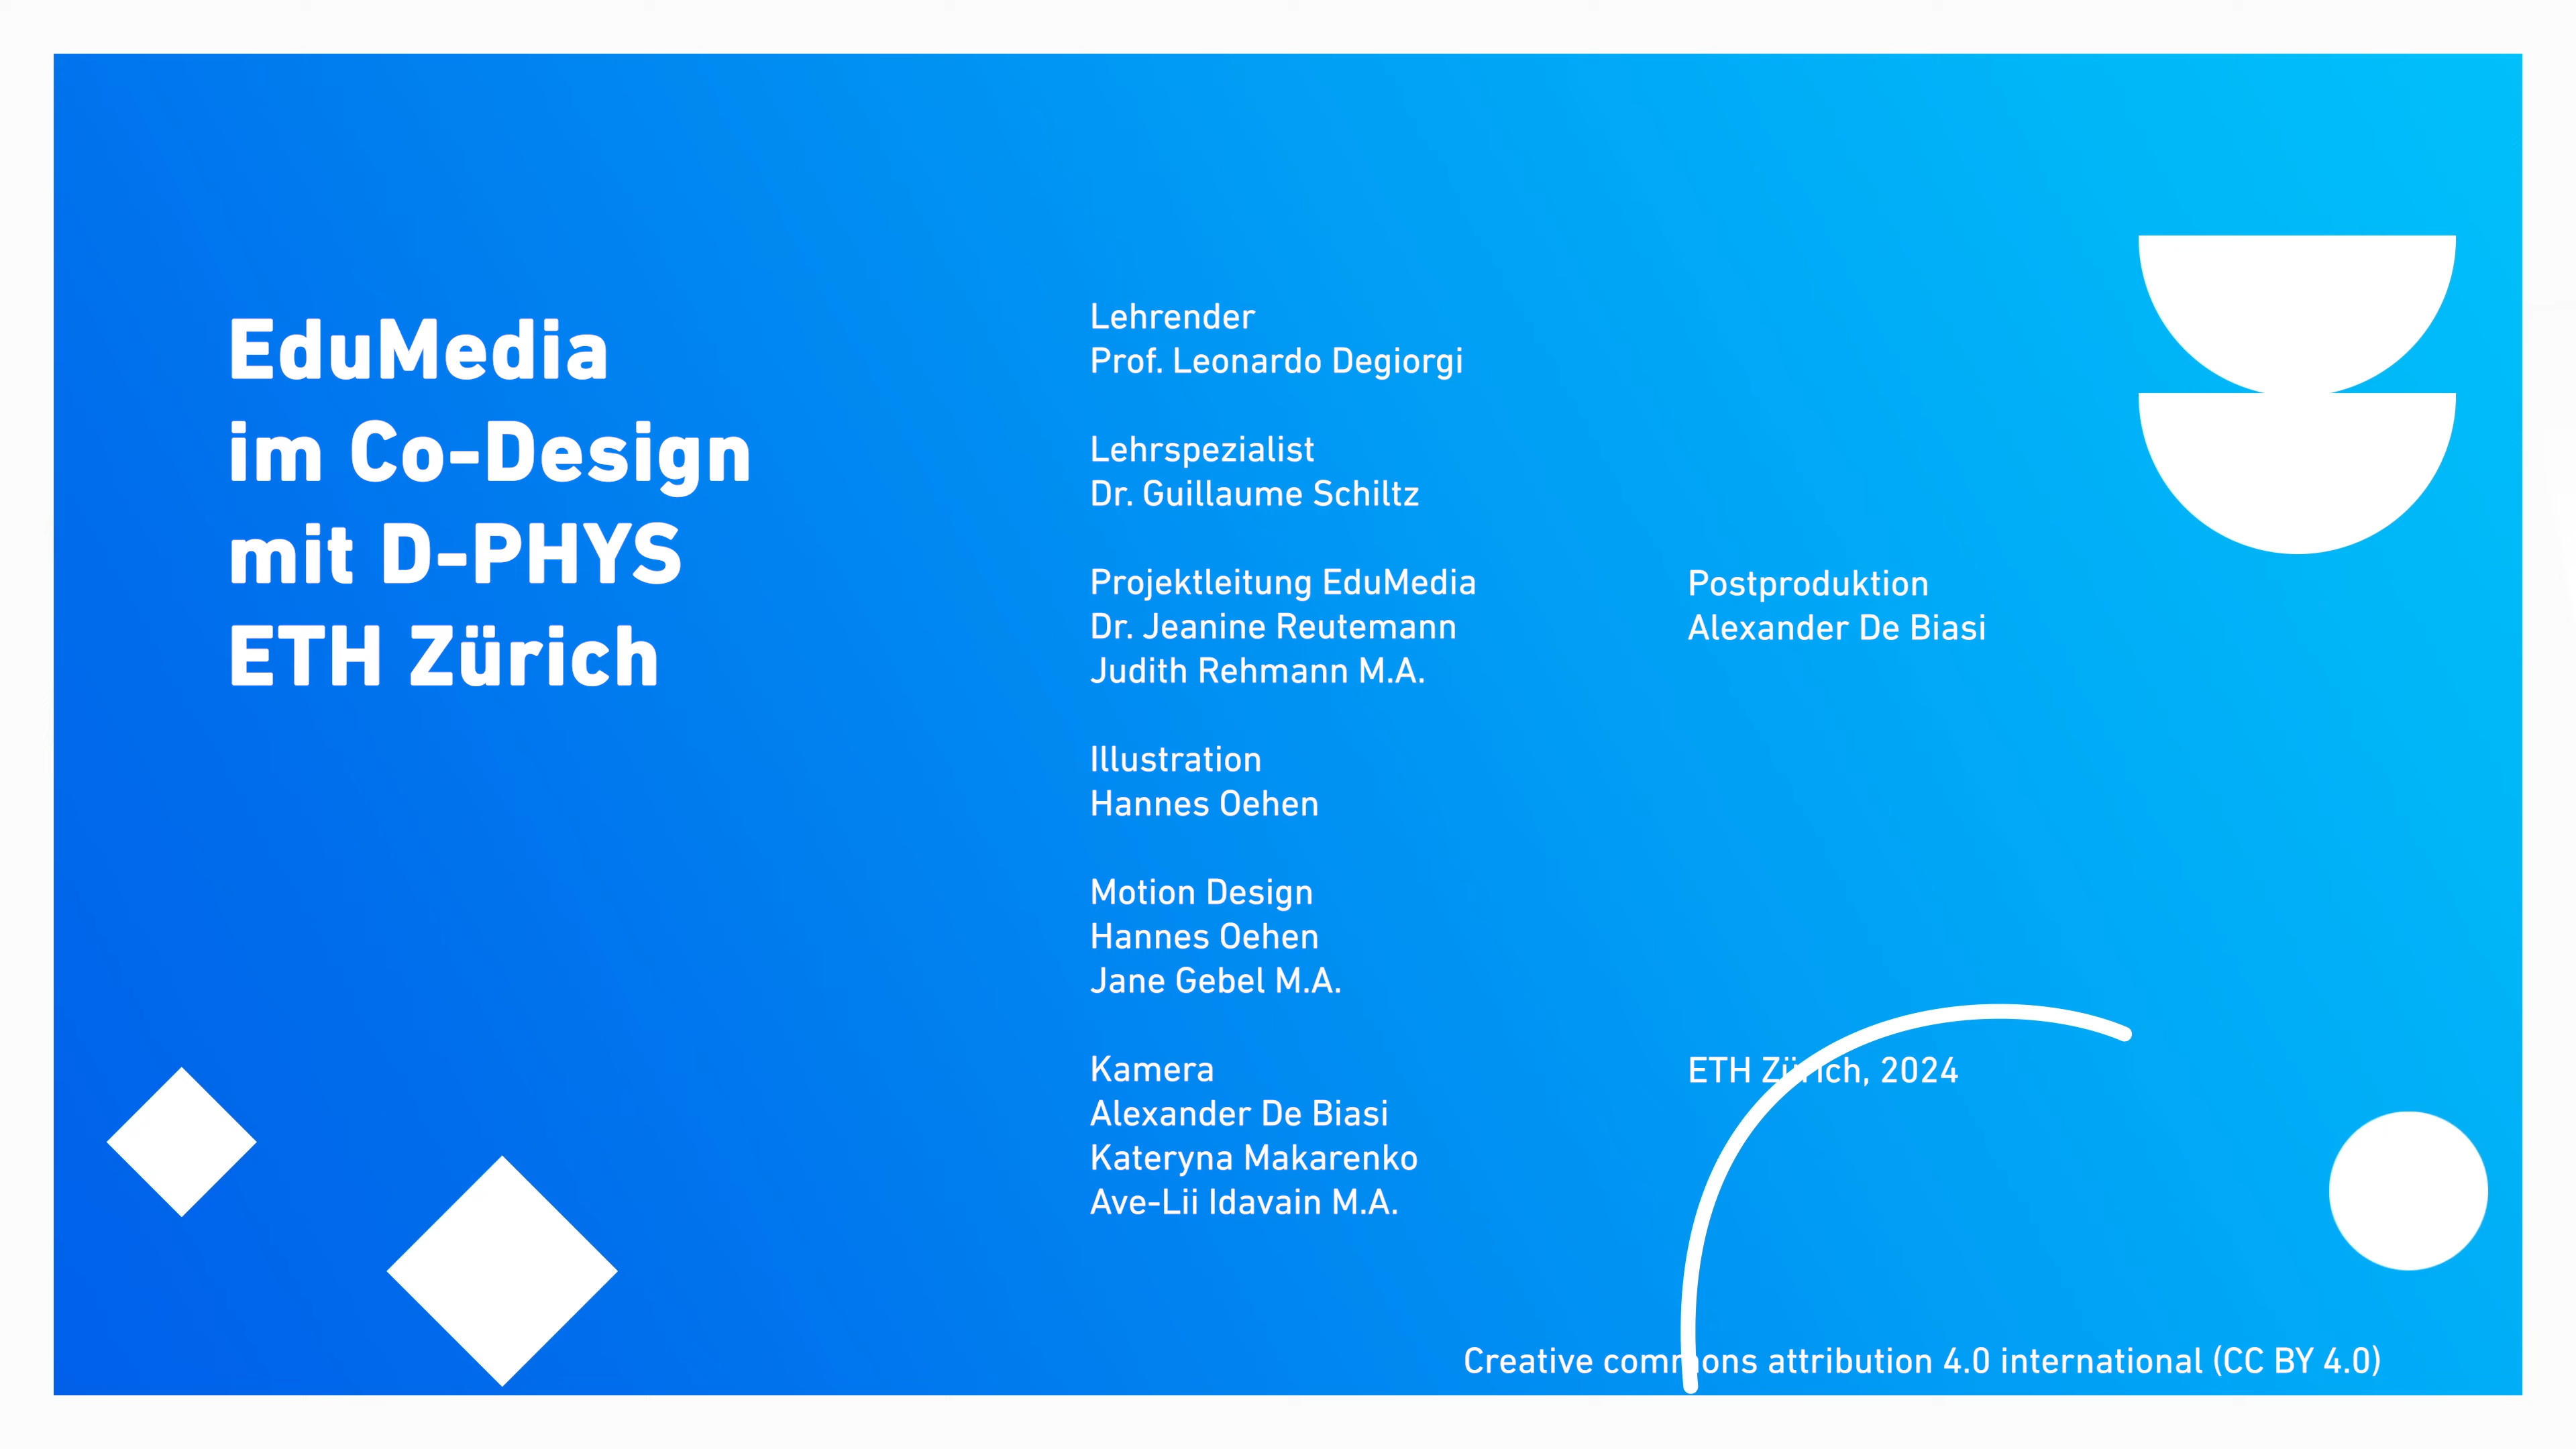 EduMedia
im Co-Design
mit D-PHYS
ETH Zürich
Lehrender
Prof. Leonardo Degiorgi
Lehrspezialist
Dr. Guillaume Schiltz
Projektleitung EduMedia
Dr. Jeanine Reutemann
Judith Rehmann M.A.
Illustration
Hannes Oehen
Motion Design
Hannes Oehen
Jane Gebel M.A.
Kamera
Alexander De Biasi
Kateryna Makarenko
Ave-Lii Idavain M.A.
Postproduktion
Alexander De Biasi
ETH Zürich, 2024
Creative commons attribution 4.0 international (CC BY 4.0)